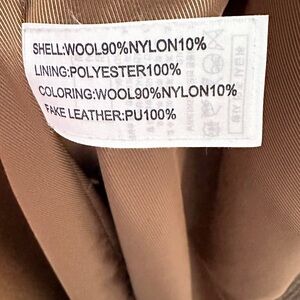 SHELL:WOOL90%NYLON10%
LINING:POLYESTER100%
COLORING:WOOL90%NYLON10%
FAKE LEATHER:PU100%